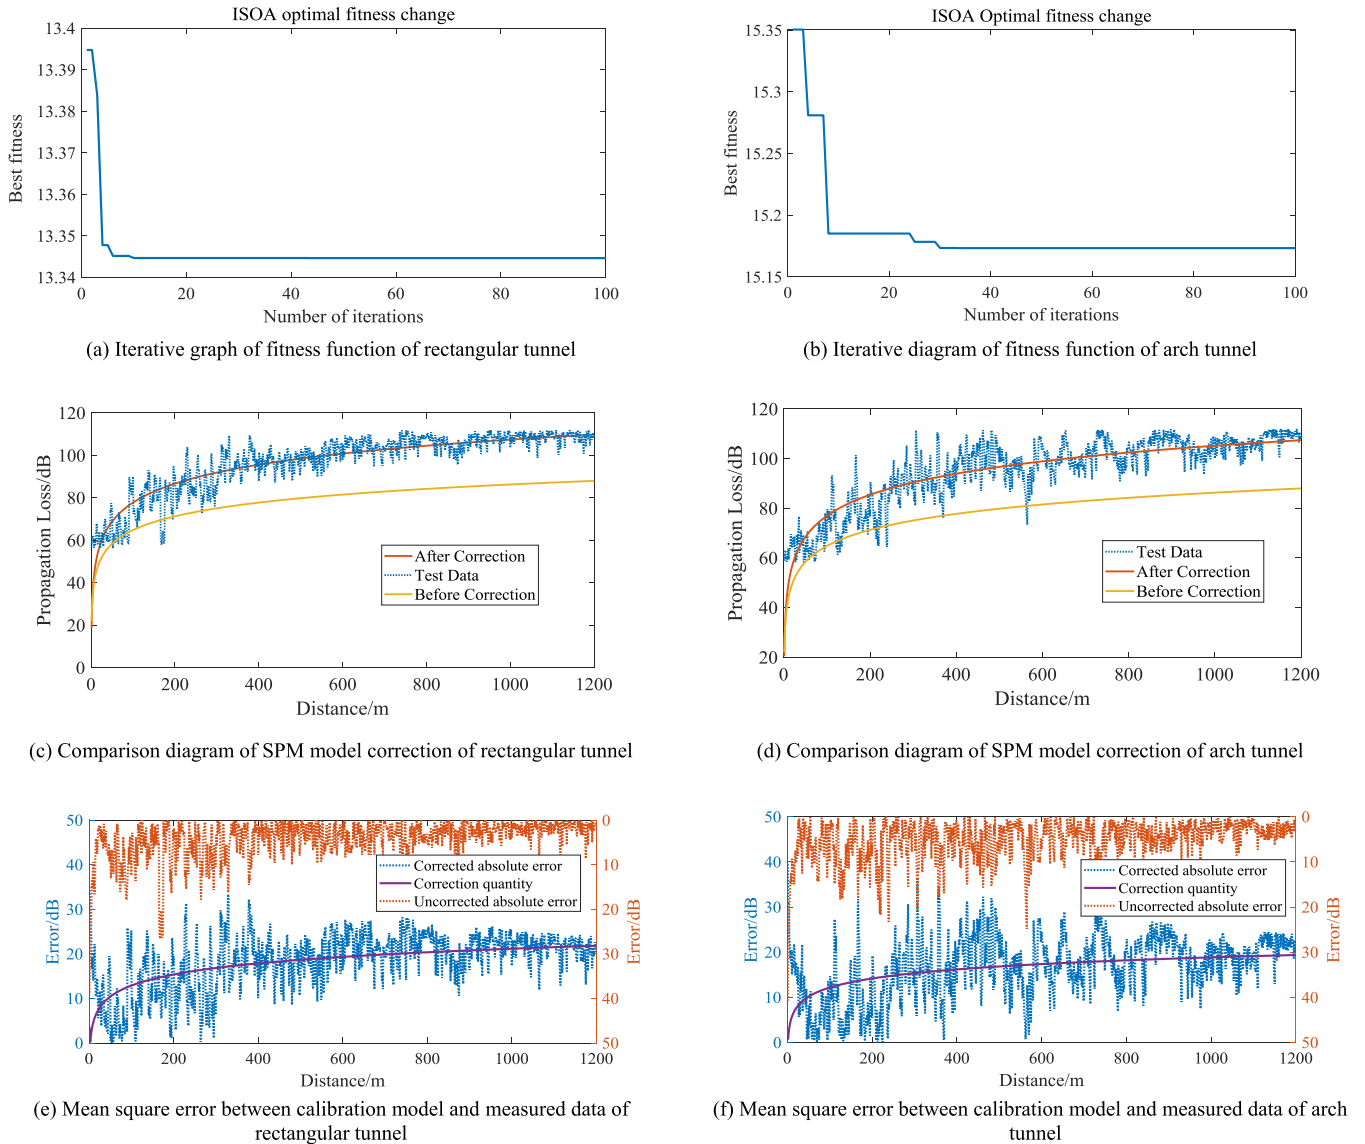 ISOA optimal fitness change
13.4
13.39
13.38
13.37
13.36
13.35
13.34
Best fitness
0 20 40 60 80 100
Number of iterations
(a) Iterative graph of fitness function of rectangular tunnel
ISOA Optimal fitness change
15.35
15.3
15.25
15.2
15.15
Best fitness
0 20 40 60 80 100
Number of iterations
(b) Iterative diagram of fitness function of arch tunnel
120
100
80
60
40
20
0
Propagation Loss/dB
After Correction
Test Data
Before Correction
0 200 400 600 800 1000 1200
Distance/m
(c) Comparison diagram of SPM model correction of rectangular tunnel
120
100
80
60
40
20
Propagation Loss/dB
Test Data
After Correction
Before Correction
0 200 400 600 800 1000 1200
Distance/m
(d) Comparison diagram of SPM model correction of arch tunnel
50
40
30
20
10
0
Error/dB
Corrected absolute error
Correction quantity
Uncorrected absolute error
0
10
20
30
40
50
Error/dB
0 200 400 600 800 1000 1200
Distance/m
(e) Mean square error between calibration model and measured data of
rectangular tunnel
50
40
30
20
10
0
Error/dB
Corrected absolute error
Correction quantity
Uncorrected absolute error
0
10
20
30
40
50
Error/dB
0 200 400 600 800 1000 1200
Distance/m
(f) Mean square error between calibration model and measured data of arch
tunnel